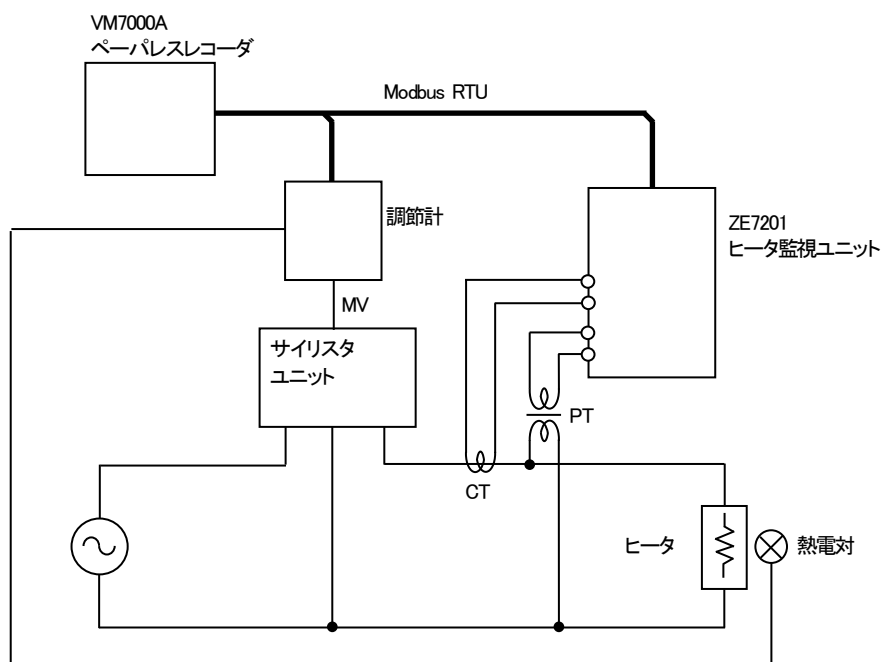 VM7000A
ペーパレスレコーダ
Modbus RTU
調節計
ZE7201
ヒータ監視ユニット
MV
サイリスタ
ユニット
PT
CT
ヒータ
熱電対